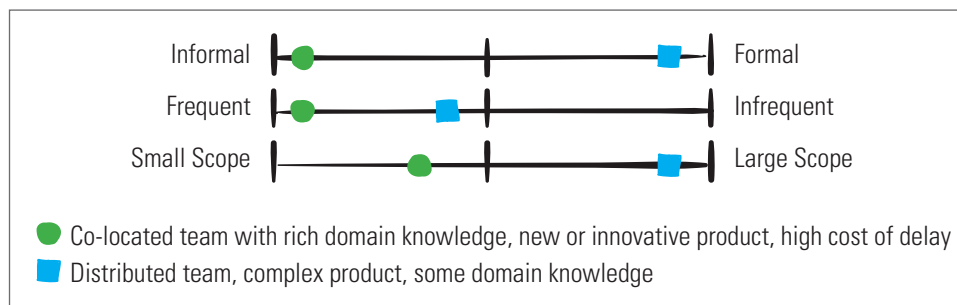 Informal Formal
Frequent Infrequent
Small Scope Large Scope
Co-located team with rich domain knowledge, new or innovative product, high cost of delay
Distributed team, complex product, some domain knowledge